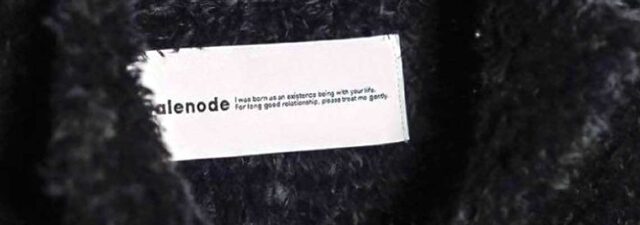 alenode
I was born as an existence being with your life.
For long good relationship, please treat me gently.